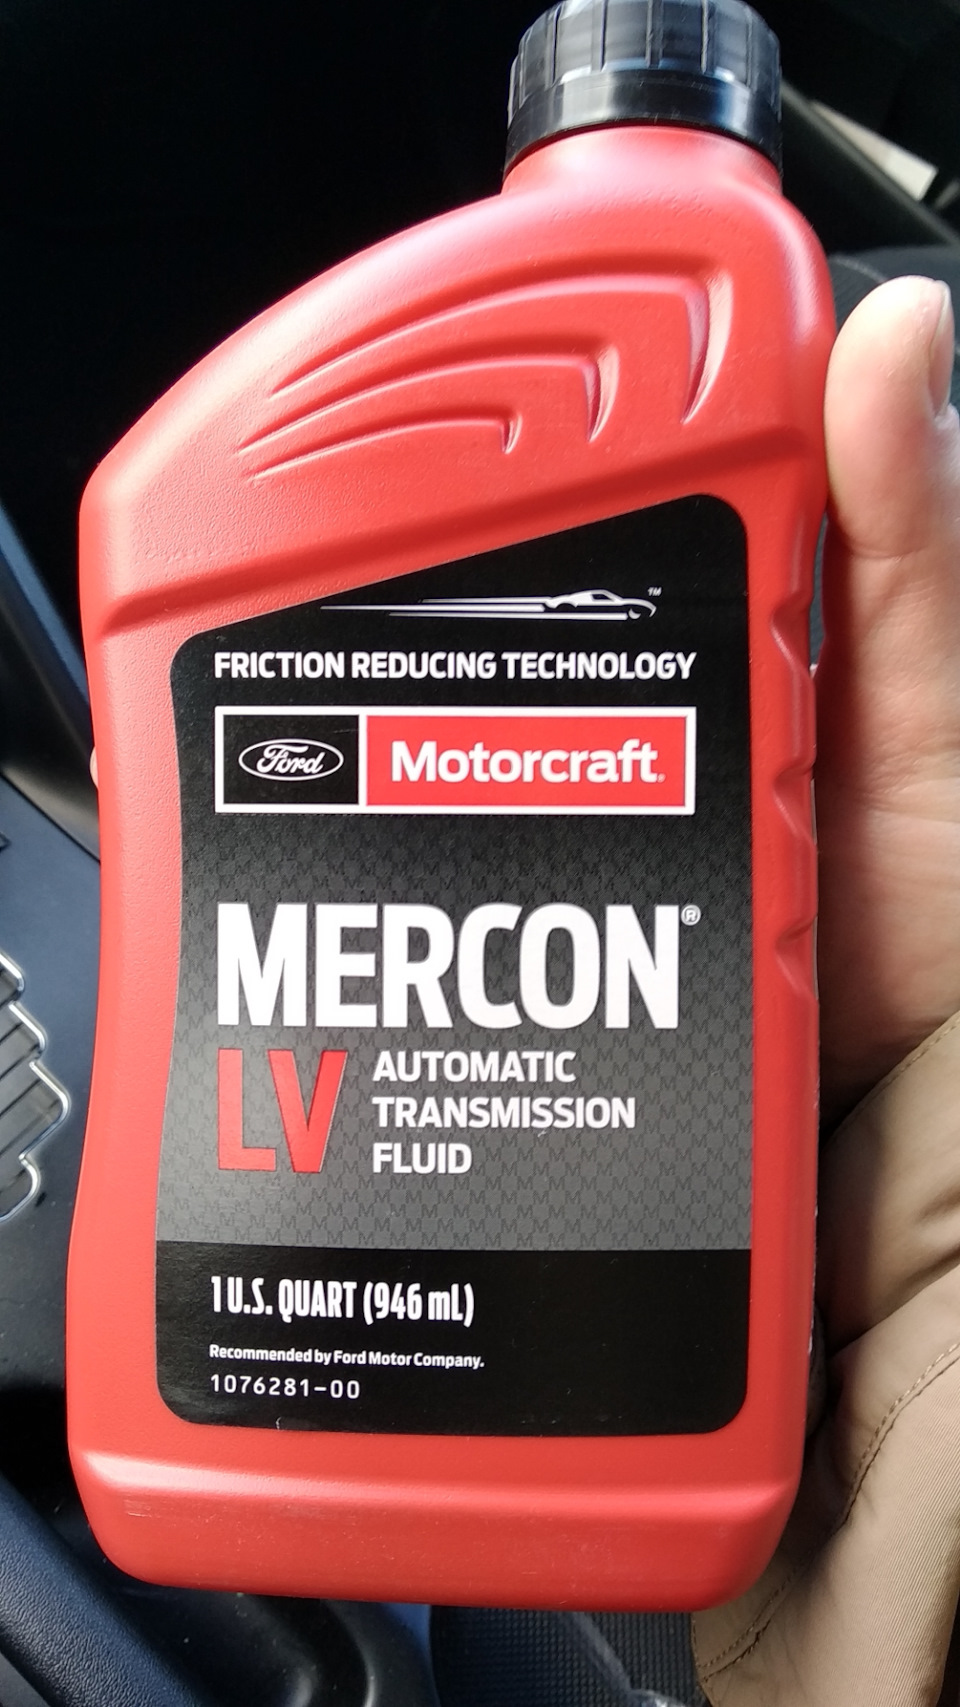 ™
FRICTION REDUCING TECHNOLOGY
Ford Motorcraft®
MERCON®
LV AUTOMATIC
TRANSMISSION
FLUID
1 U.S. QUART (946 mL)
Recommended by Ford Motor Company.
1076281-00